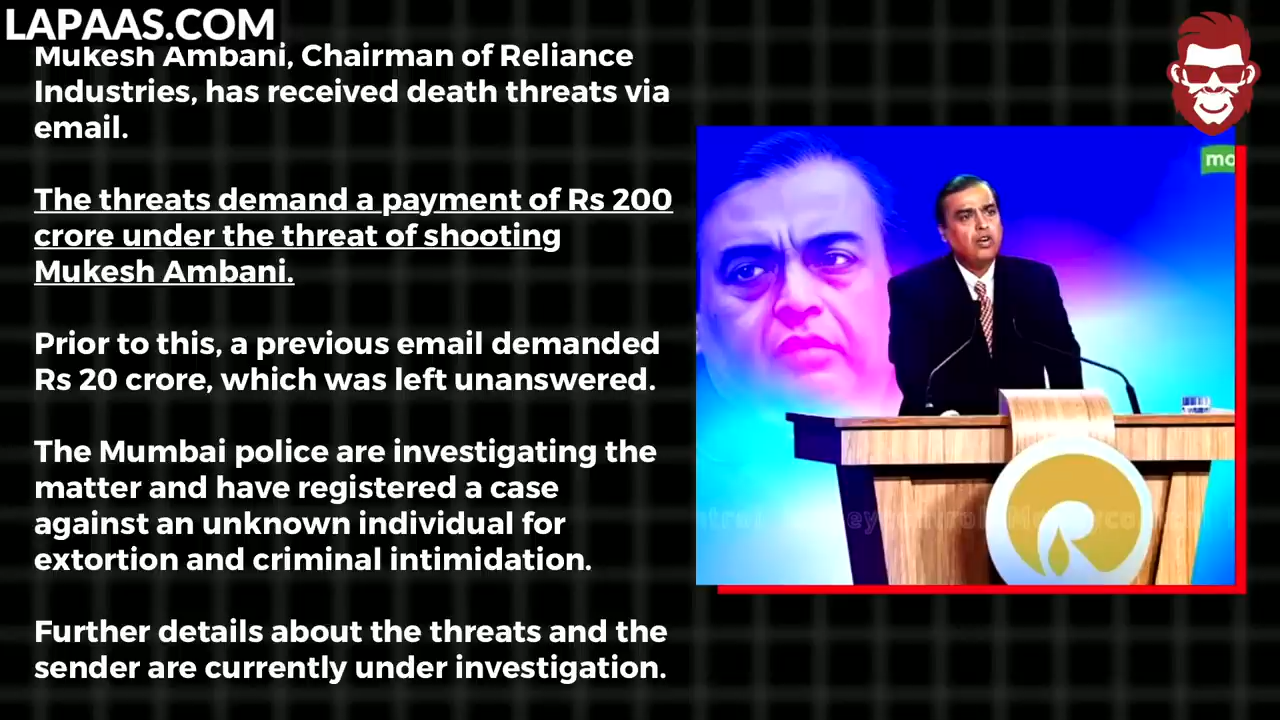 LAPAAS.COM
Mukesh Ambani, Chairman of Reliance
Industries, has received death threats via
email.
The threats demand a payment of Rs 200
crore under the threat of shooting
Mukesh Ambani.
Prior to this, a previous email demanded
Rs 20 crore, which was left unanswered.
The Mumbai police are investigating the
matter and have registered a case
against an unknown individual for
extortion and criminal intimidation.
Further details about the threats and the
sender are currently under investigation.
mo